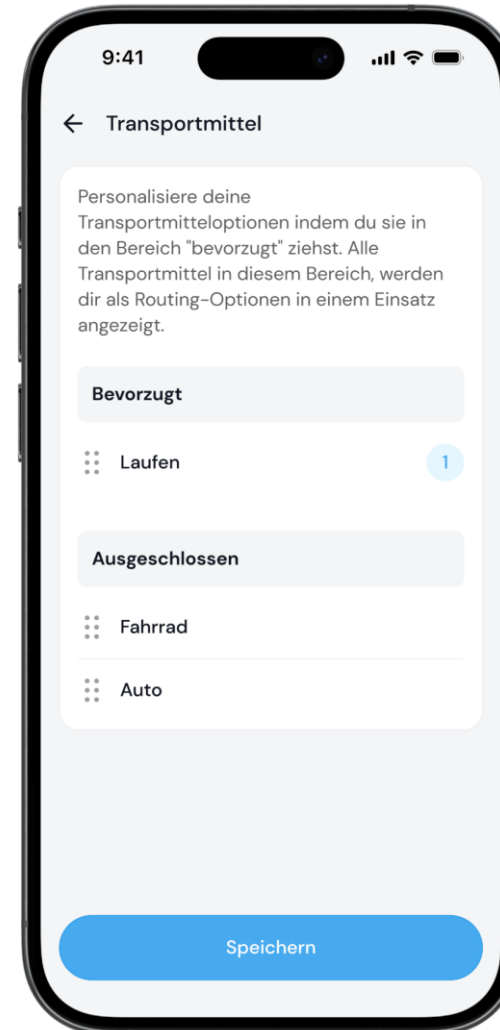 9:41
Transportmittel
Personalisiere deine
Transportmitteloptionen indem du sie in
den Bereich "bevorzugt" ziehst. Alle
Transportmittel in diesem Bereich, werden
dir als Routing-Optionen in einem Einsatz
angezeigt.
Bevorzugt
Laufen 1
Ausgeschlossen
Fahrrad
Auto
Speichern